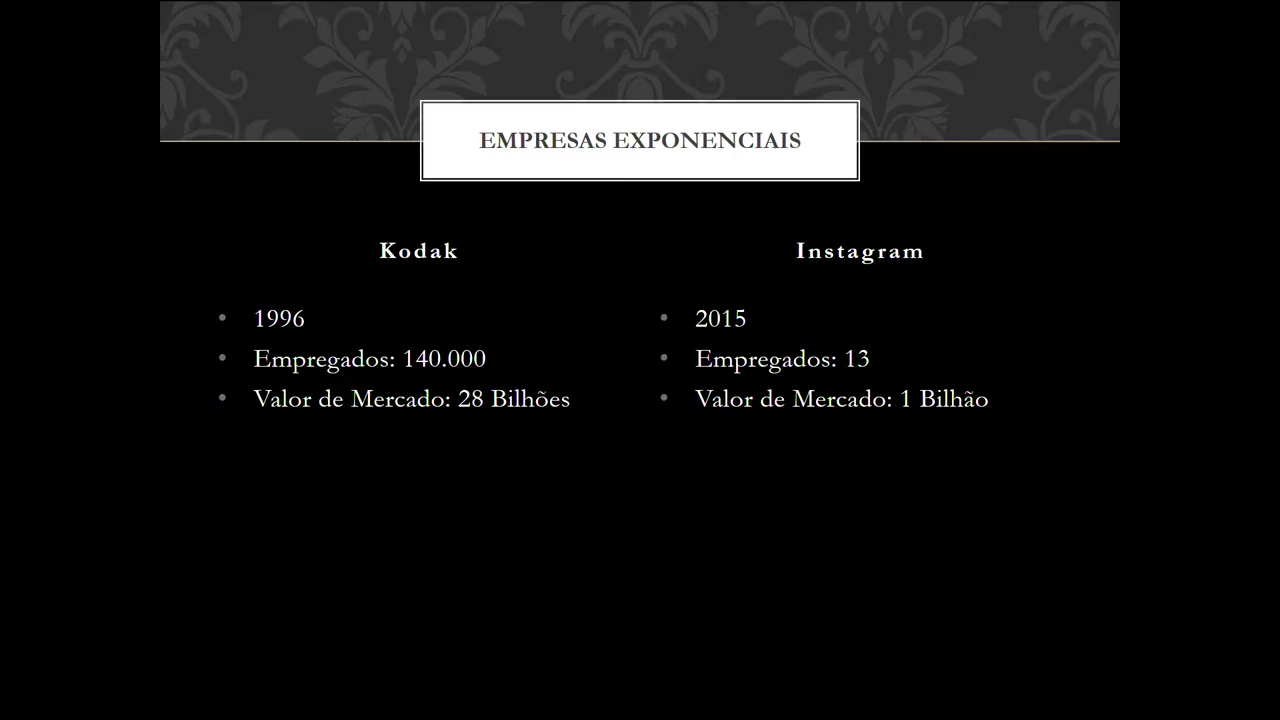 EMPRESAS EXPONENCIAIS
Kodak
• 1996
• Empregados: 140.000
• Valor de Mercado: 28 Bilhões
Instagram
• 2015
• Empregados: 13
• Valor de Mercado: 1 Bilhão